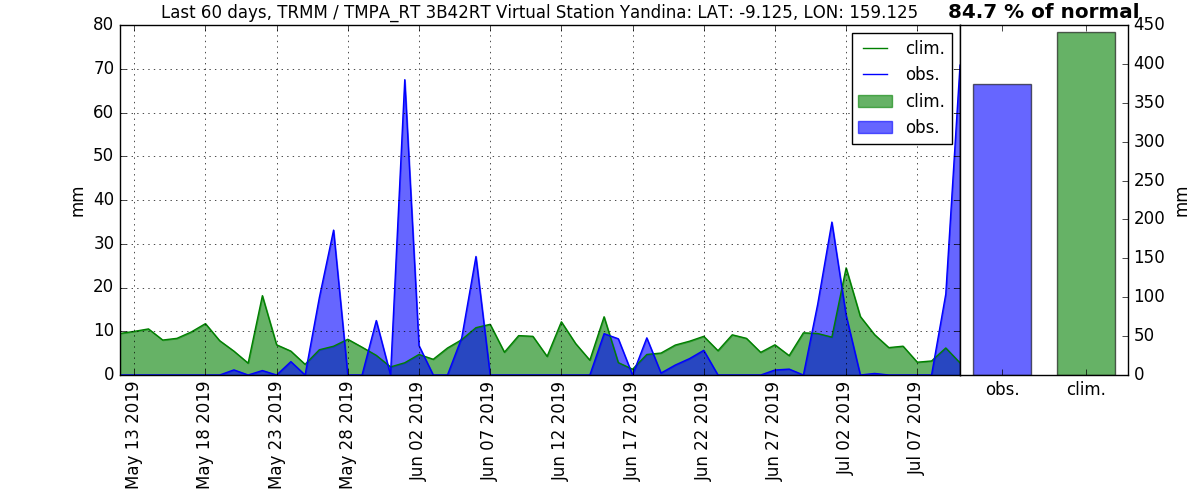 Last 60 days, TRMM / TMPA_RT 3B42RT Virtual Station Yandina: LAT: -9.125, LON: 159.125
84.7 % of normal
80
70
60
50
40
30
20
10
0
mm
clim.
obs.
clim.
obs.
May 13 2019
May 18 2019
May 23 2019
May 28 2019
Jun 02 2019
Jun 07 2019
Jun 12 2019
Jun 17 2019
Jun 22 2019
Jun 27 2019
Jul 02 2019
Jul 07 2019
450
400
350
300
250
200
150
100
50
0
mm
obs.
clim.